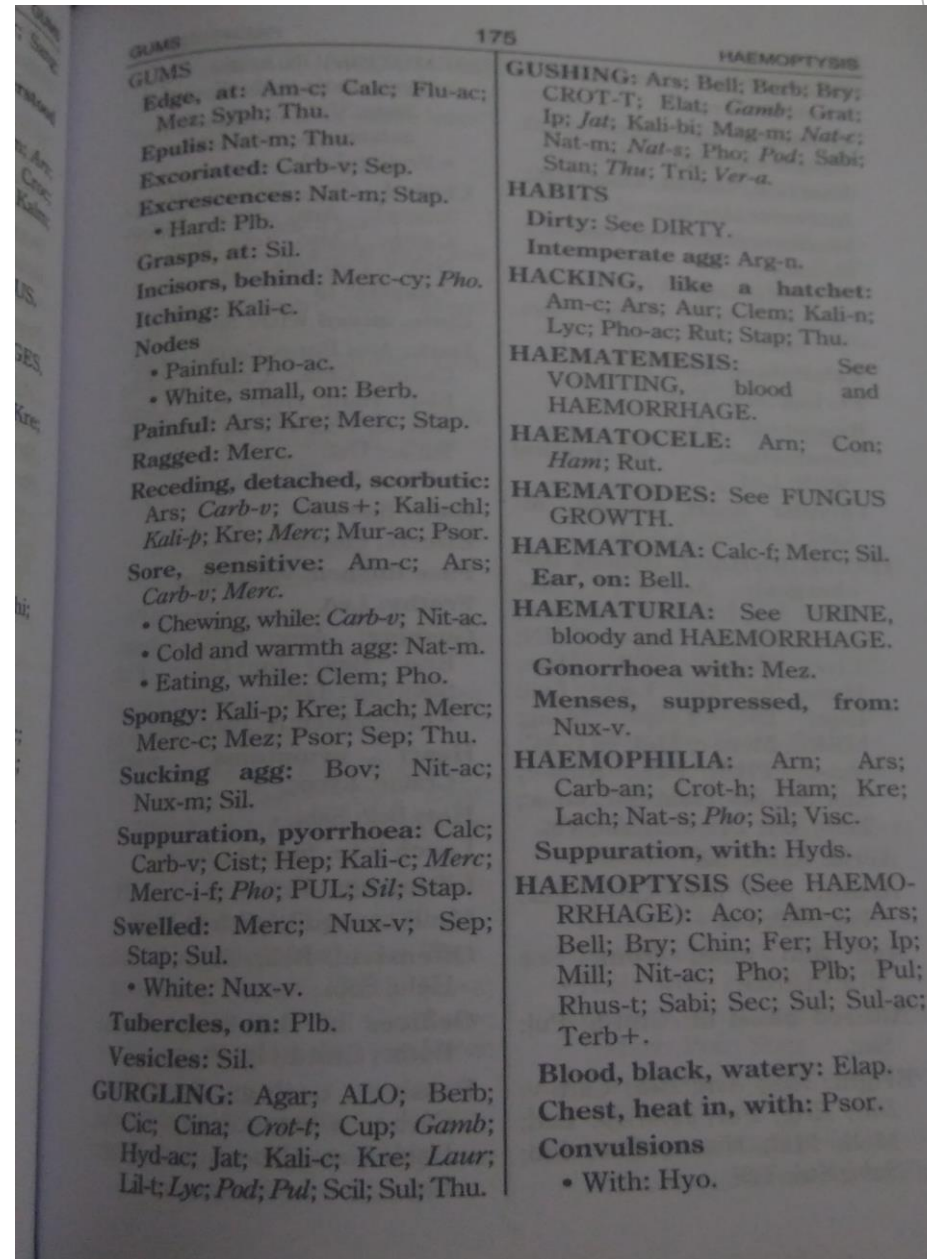 GUMS
175
HAEMOPTYSIS
GUMS
Edge, at: Am-c; Calc; Flu-ac;
Mez; Syph; Thu.
Epulis: Nat-m; Thu.
Excoriated: Carb-v; Sep.
Excrescences: Nat-m; Stap.
• Hard: Plb.
Grasps, at: Sil.
Incisors, behind: Merc-cy; Pho.
Itching: Kali-c.
Nodes
• Painful: Pho-ac.
• White, small, on: Berb.
Painful: Ars; Kre; Merc; Stap.
Ragged: Merc.
Receding, detached, scorbutic:
Ars; Carb-v; Caus+; Kali-chl;
Kali-p; Kre; Merc; Mur-ac; Psor.
Sore, sensitive: Am-c; Ars;
Carb-v; Merc.
• Chewing, while: Carb-v; Nit-ac.
• Cold and warmth agg: Nat-m.
• Eating, while: Clem; Pho.
Spongy: Kali-p; Kre; Lach; Merc;
Merc-c; Mez; Psor; Sep; Thu.
Sucking agg: Bov; Nit-ac;
Nux-m; Sil.
Suppuration, pyorrhoea: Calc;
Carb-v; Cist; Hep; Kali-c; Merc;
Merc-i-f; Pho; PUL; Sil; Stap.
Swelled: Merc; Nux-v; Sep;
Stap; Sul.
• White: Nux-v.
Tubercles, on: Plb.
Vesicles: Sil.
GURGLING: Agar; ALO; Berb;
Cic; Cina; Crot-t; Cup; Gamb;
Hyd-ac; Jat; Kali-c; Kre; Laur;
Lil-t; Lyc; Pod; Pul; Scil; Sul; Thu.
GUSHING: Ars; Bell; Berb; Bry;
CROT-T; Elat; Gamb; Grat;
Ip; Jat; Kali-bi; Mag-m; Nat-c;
Nat-m; Nat-s; Pho; Pod; Sabi;
Stan; Thu; Tril; Ver-a.
HABITS
Dirty: See DIRTY.
Intemperate agg: Arg-n.
HACKING, like a hatchet:
Am-c; Ars; Aur; Clem; Kali-n;
Lyc; Pho-ac; Rut; Stap; Thu.
HAEMATEMESIS: See
VOMITING, blood and
HAEMORRHAGE.
HAEMATOCELE: Arn; Con;
Ham; Rut.
HAEMATODES: See FUNGUS
GROWTH.
HAEMATOMA: Calc-f; Merc; Sil.
Ear, on: Bell.
HAEMATURIA: See URINE,
bloody and HAEMORRHAGE.
Gonorrhoea with: Mez.
Menses, suppressed, from:
Nux-v.
HAEMOPHILIA: Arn; Ars;
Carb-an; Crot-h; Ham; Kre;
Lach; Nat-s; Pho; Sil; Visc.
Suppuration, with: Hyds.
HAEMOPTYSIS (See HAEMO-
RRHAGE): Aco; Am-c; Ars;
Bell; Bry; Chin; Fer; Hyo; Ip;
Mill; Nit-ac; Pho; Plb; Pul;
Rhus-t; Sabi; Sec; Sul; Sul-ac;
Terb+.
Blood, black, watery: Elap.
Chest, heat in, with: Psor.
Convulsions
• With: Hyo.